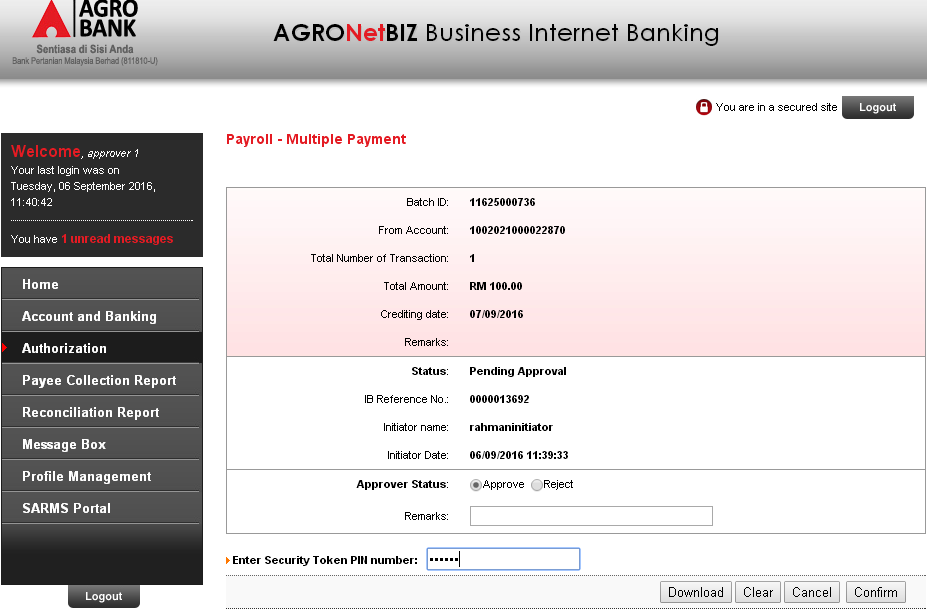 AGRO
BANK
Sentiasa di Sisi Anda
Bank Pertanian Malaysia Berhad (811810-U)
AGRONetBIZ Business Internet Banking
You are in a secured site
Logout
Welcome, approver 1
Your last login was on
Tuesday, 06 September 2016,
11:40:42
You have 1 unread messages
Home
Account and Banking
Authorization
Payee Collection Report
Reconciliation Report
Message Box
Profile Management
SARMS Portal
Logout
Payroll - Multiple Payment
Batch ID: 11625000736
From Account: 1002021000022870
Total Number of Transaction: 1
Total Amount: RM 100.00
Crediting date: 07/09/2016
Remarks:
Status: Pending Approval
IB Reference No.: 0000013692
Initiator name: rahmaninitiator
Initiator Date: 06/09/2016 11:39:33
Approver Status: Approve Reject
Remarks:
Enter Security Token PIN number: ••••••
Download Clear Cancel Confirm